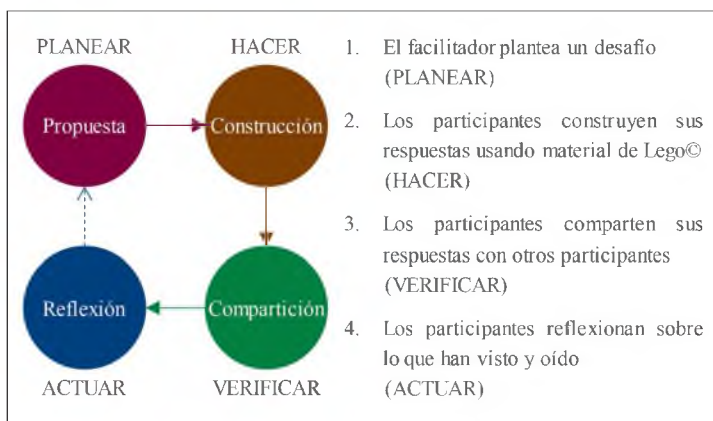 PLANEAR
HACER
Propuesta
Construcción
Reflexión
Compartición
ACTUAR
VERIFICAR
1. El facilitador plantea un desafío
(PLANEAR)
2. Los participantes construyen sus
respuestas usando material de Lego©
(HACER)
3. Los participantes comparten sus
respuestas con otros participantes
(VERIFICAR)
4. Los participantes reflexionan sobre
lo que han visto y oído
(ACTUAR)